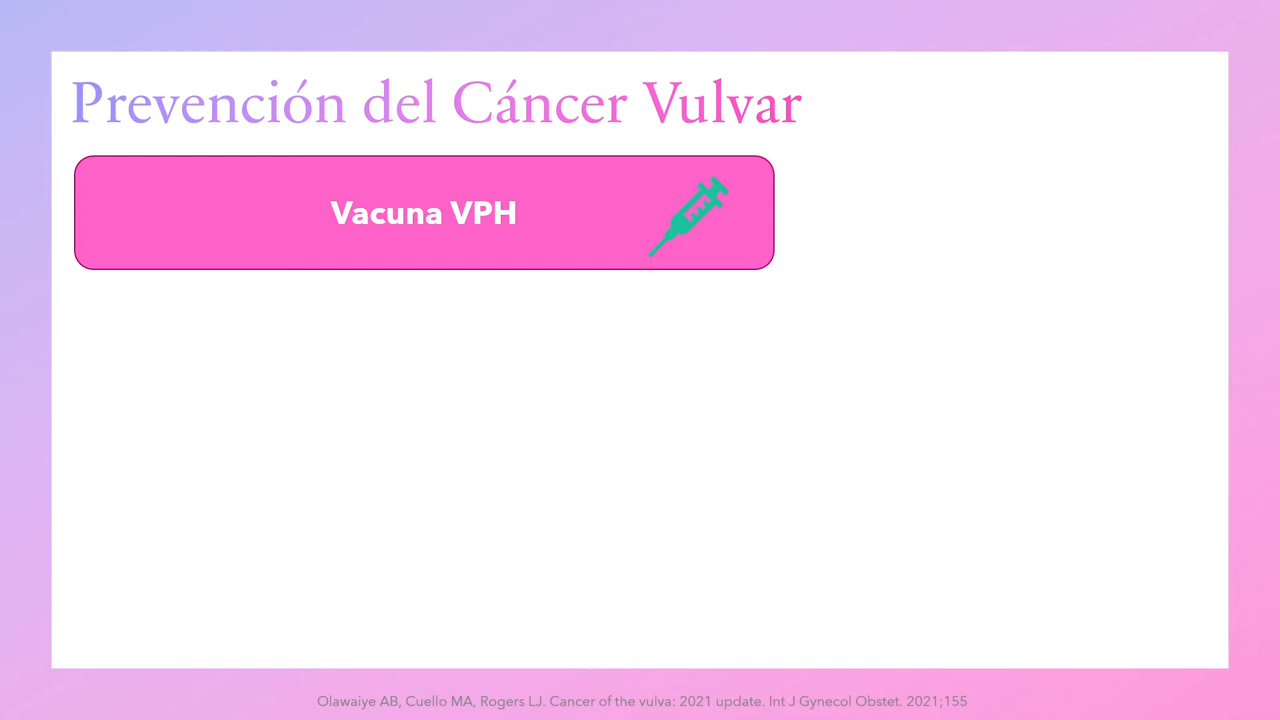 Prevención del Cáncer Vulvar
Vacuna VPH
Olawaiye AB, Cuello MA, Rogers LJ. Cancer of the vulva: 2021 update. Int J Gynecol Obstet. 2021;155